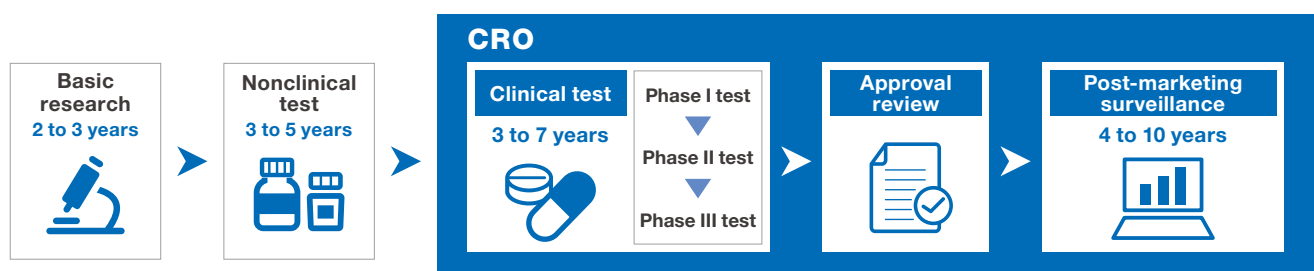 CRO
Basic
research
2 to 3 years
Nonclinical
test
3 to 5 years
Clinical test
3 to 7 years
Phase I test
Phase II test
Phase III test
Approval
review
Post-marketing
surveillance
4 to 10 years